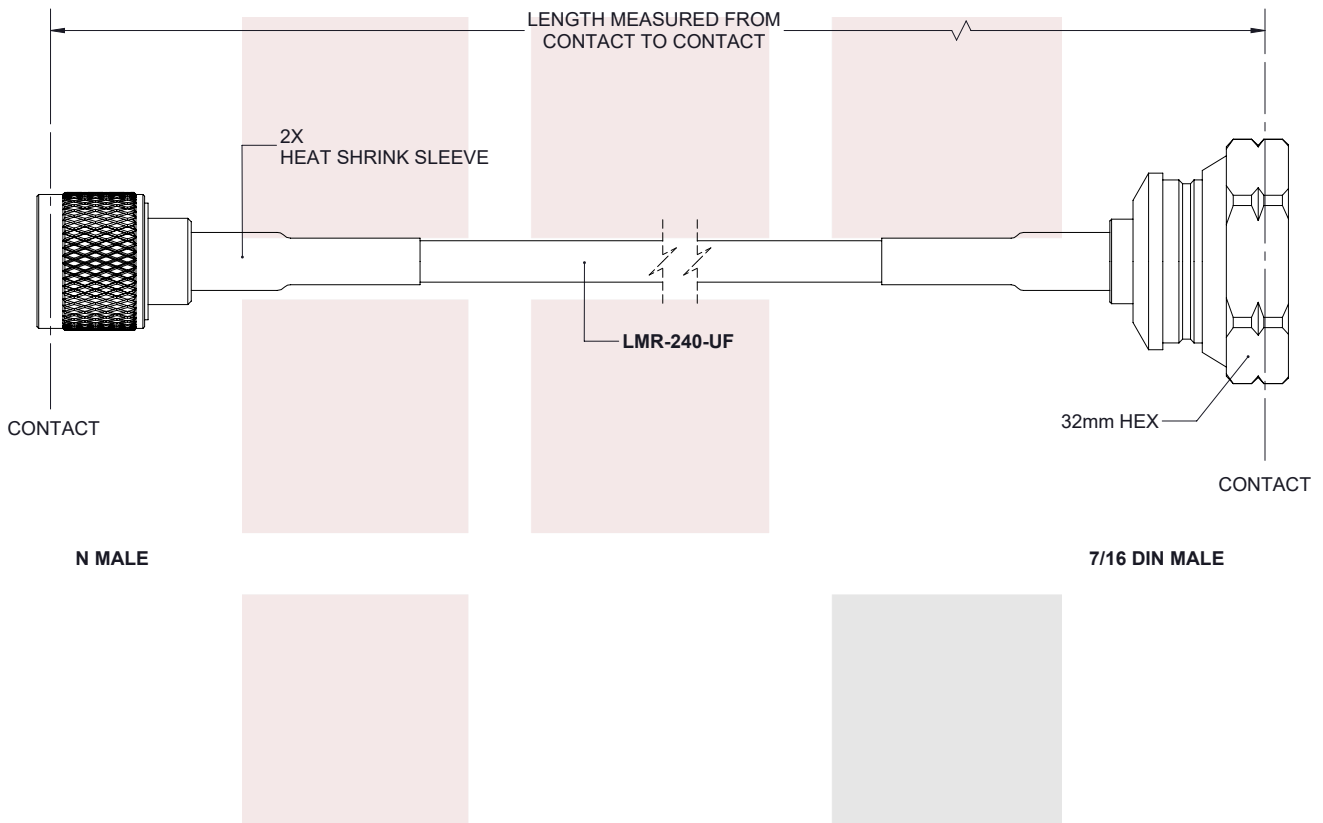 LENGTH MEASURED FROM
CONTACT TO CONTACT
2X
HEAT SHRINK SLEEVE
LMR-240-UF
32mm HEX
CONTACT
CONTACT
N MALE
7/16 DIN MALE